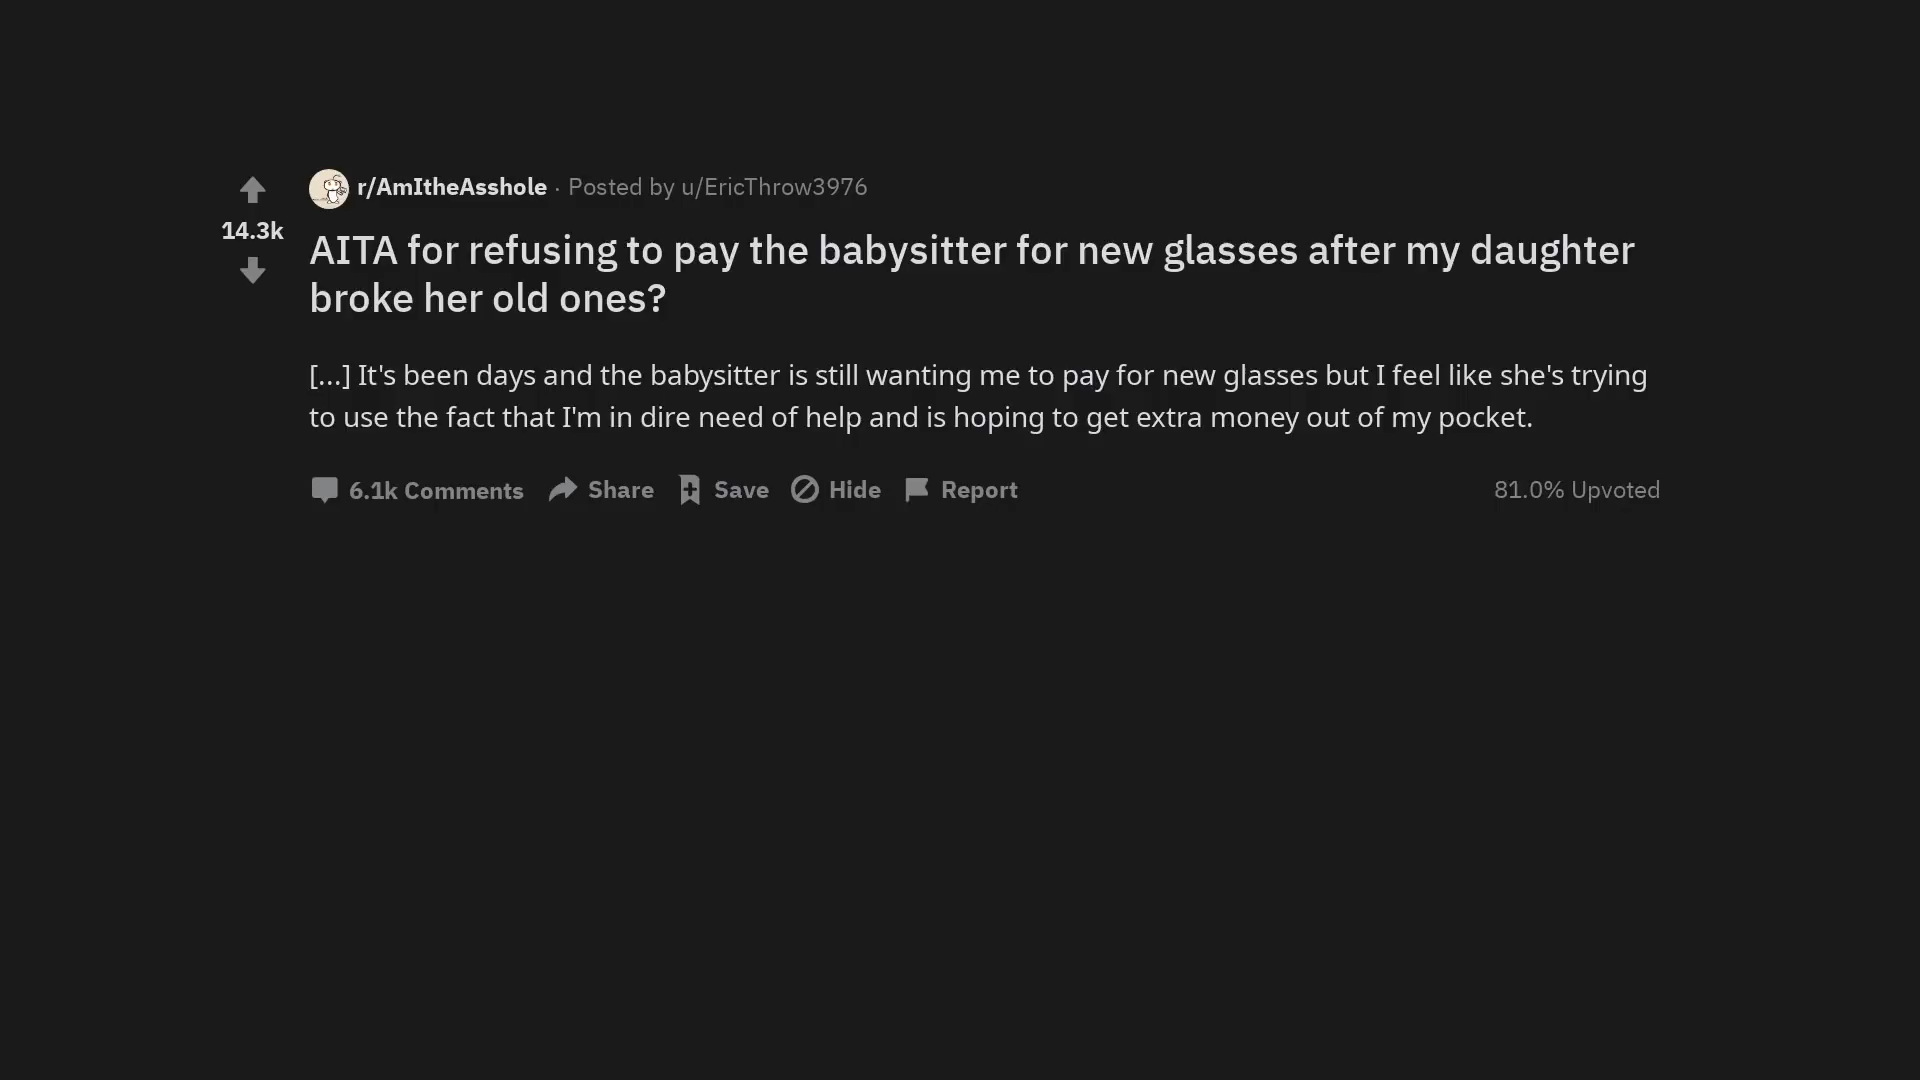 r/AmItheAsshole · Posted by u/EricThrow3976
14.3k
AITA for refusing to pay the babysitter for new glasses after my daughter
broke her old ones?
[...] It's been days and the babysitter is still wanting me to pay for new glasses but I feel like she's trying
to use the fact that I'm in dire need of help and is hoping to get extra money out of my pocket.
6.1k Comments Share Save Hide Report 81.0% Upvoted